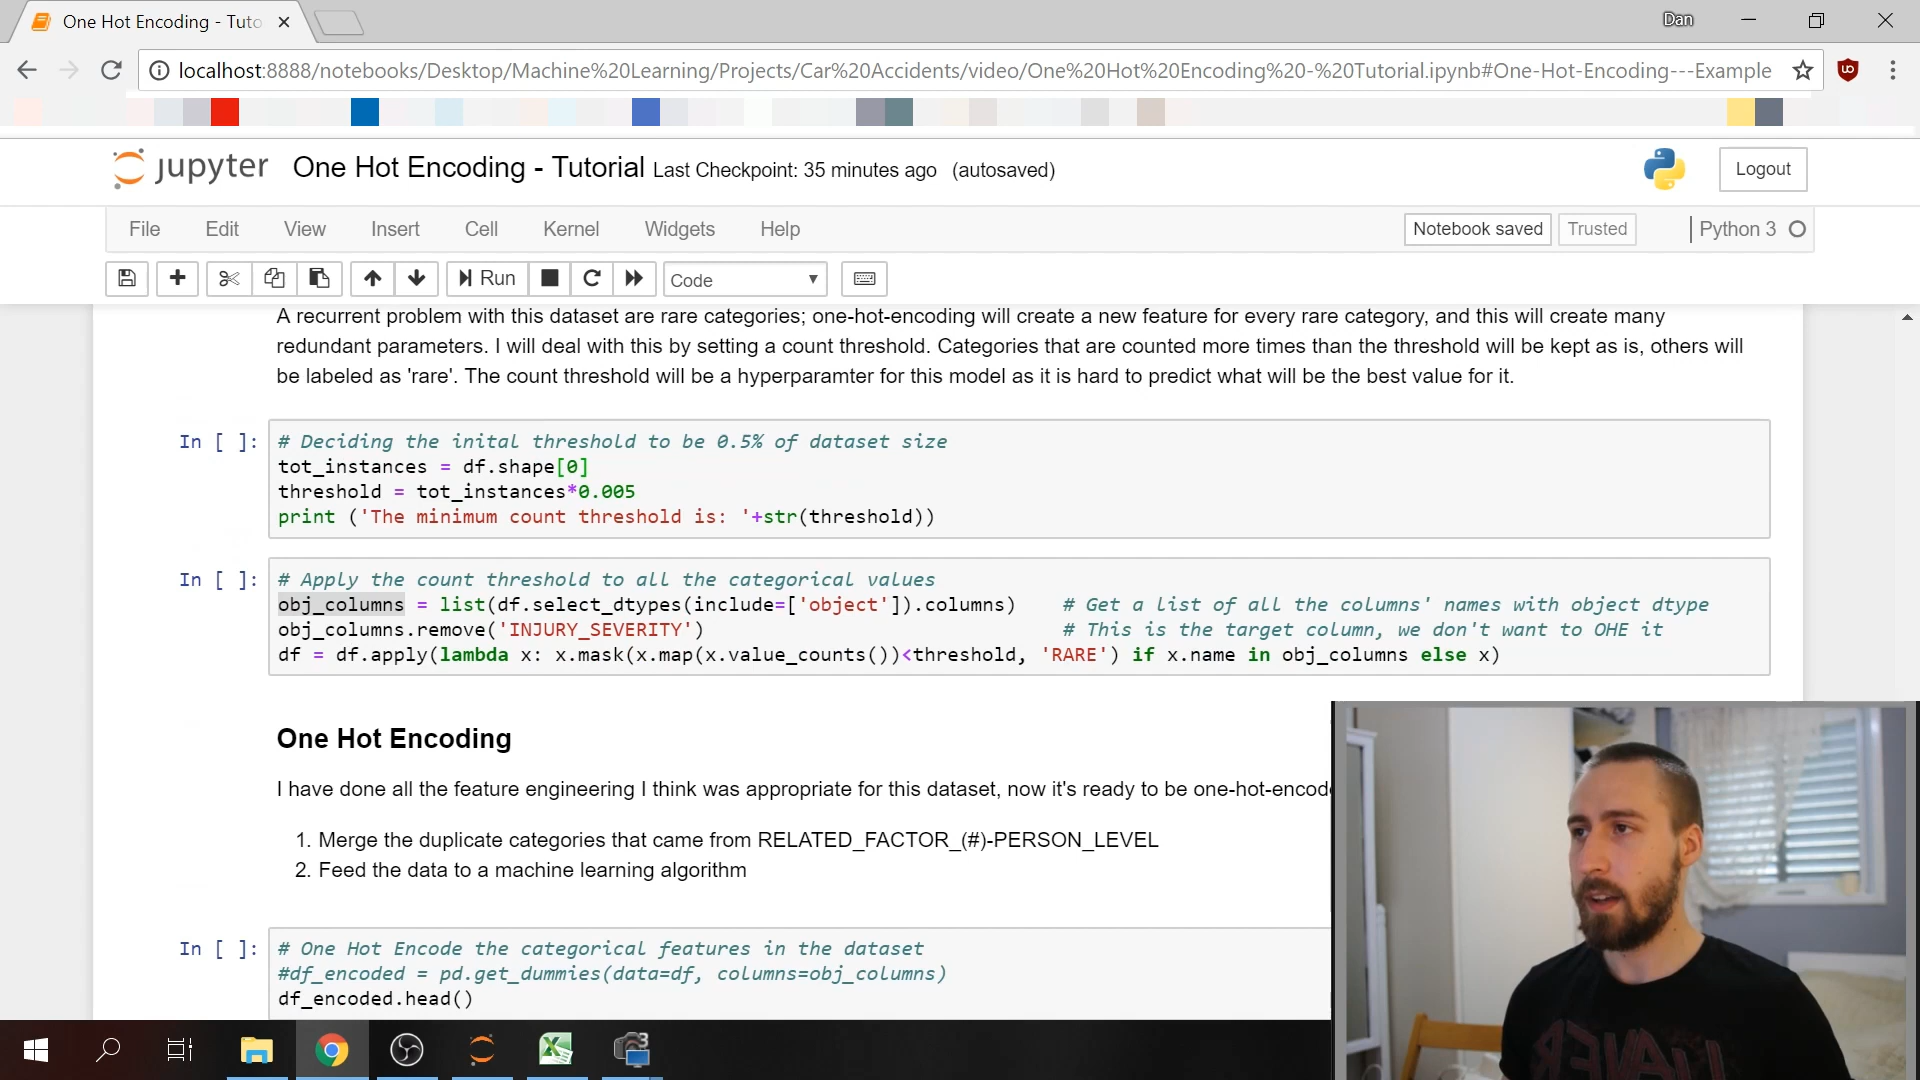 One Hot Encoding - Tuto
Dan
localhost:8888/notebooks/Desktop/Machine%20Learning/Projects/Car%20Accidents/video/One%20Hot%20Encoding%20-%20Tutorial.ipynb#One-Hot-Encoding---Example
jupyter One Hot Encoding - Tutorial Last Checkpoint: 35 minutes ago (autosaved)
Logout
File Edit View Insert Cell Kernel Widgets Help
Notebook saved Trusted Python 3
Run Code
A recurrent problem with this dataset are rare categories; one-hot-encoding will create a new feature for every rare category, and this will create many
redundant parameters. I will deal with this by setting a count threshold. Categories that are counted more times than the threshold will be kept as is, others will
be labeled as 'rare'. The count threshold will be a hyperparamter for this model as it is hard to predict what will be the best value for it.
In [ ]: # Deciding the inital threshold to be 0.5% of dataset size
tot_instances = df.shape[0]
threshold = tot_instances*0.005
print ('The minimum count threshold is: '+str(threshold))
In [ ]: # Apply the count threshold to all the categorical values
obj_columns = list(df.select_dtypes(include=['object']).columns) # Get a list of all the columns' names with object dtype
obj_columns.remove('INJURY_SEVERITY') # This is the target column, we don't want to OHE it
df = df.apply(lambda x: x.mask(x.map(x.value_counts())<threshold, 'RARE') if x.name in obj_columns else x)
One Hot Encoding
I have done all the feature engineering I think was appropriate for this dataset, now it's ready to be one-hot-encod
1. Merge the duplicate categories that came from RELATED_FACTOR_(#)-PERSON_LEVEL
2. Feed the data to a machine learning algorithm
In [ ]: # One Hot Encode the categorical features in the dataset
#df_encoded = pd.get_dummies(data=df, columns=obj_columns)
df_encoded.head()